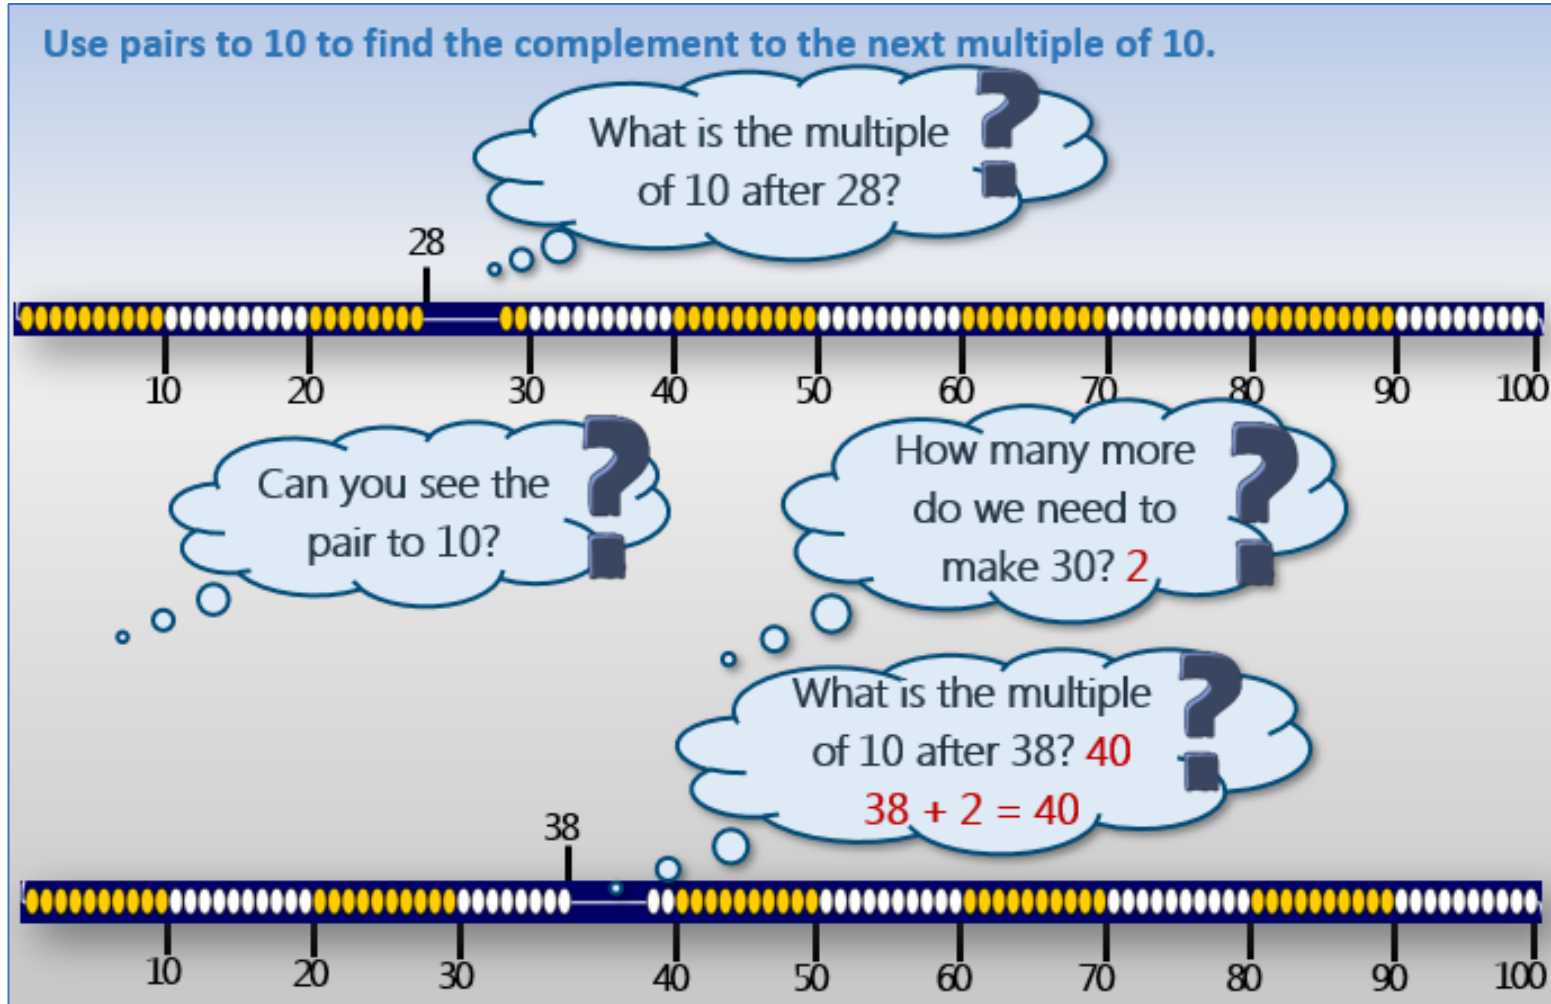 Use pairs to 10 to find the complement to the next multiple of 10.
What is the multiple
of 10 after 28?
?
28
10 20 30 40 50 60 70 80 90 100
Can you see the
pair to 10?
?
How many more
do we need to
make 30? 2
?
What is the multiple
of 10 after 38? 40
38 + 2 = 40
?
38
10 20 30 40 50 60 70 80 90 100